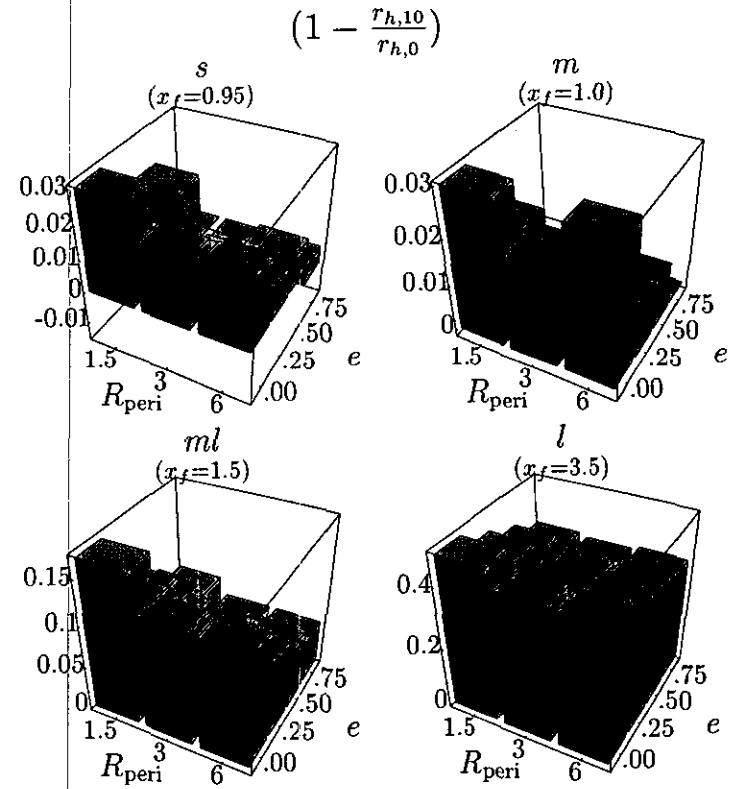 (1 − r_{h,10}/r_{h,0})
s
(x_f=0.95)
0.03
0.02
0.01
0
-0.01
1.5
3
6
R_peri
.00
.25
.50
.75
e
m
(x_f=1.0)
0.03
0.02
0.01
0
1.5
3
6
R_peri
.00
.25
.50
.75
e
ml
(x_f=1.5)
0.15
0.1
0.05
0
1.5
3
6
R_peri
.00
.25
.50
.75
e
l
(x_f=3.5)
0.4
0.2
0
1.5
3
6
R_peri
.00
.25
.50
.75
e